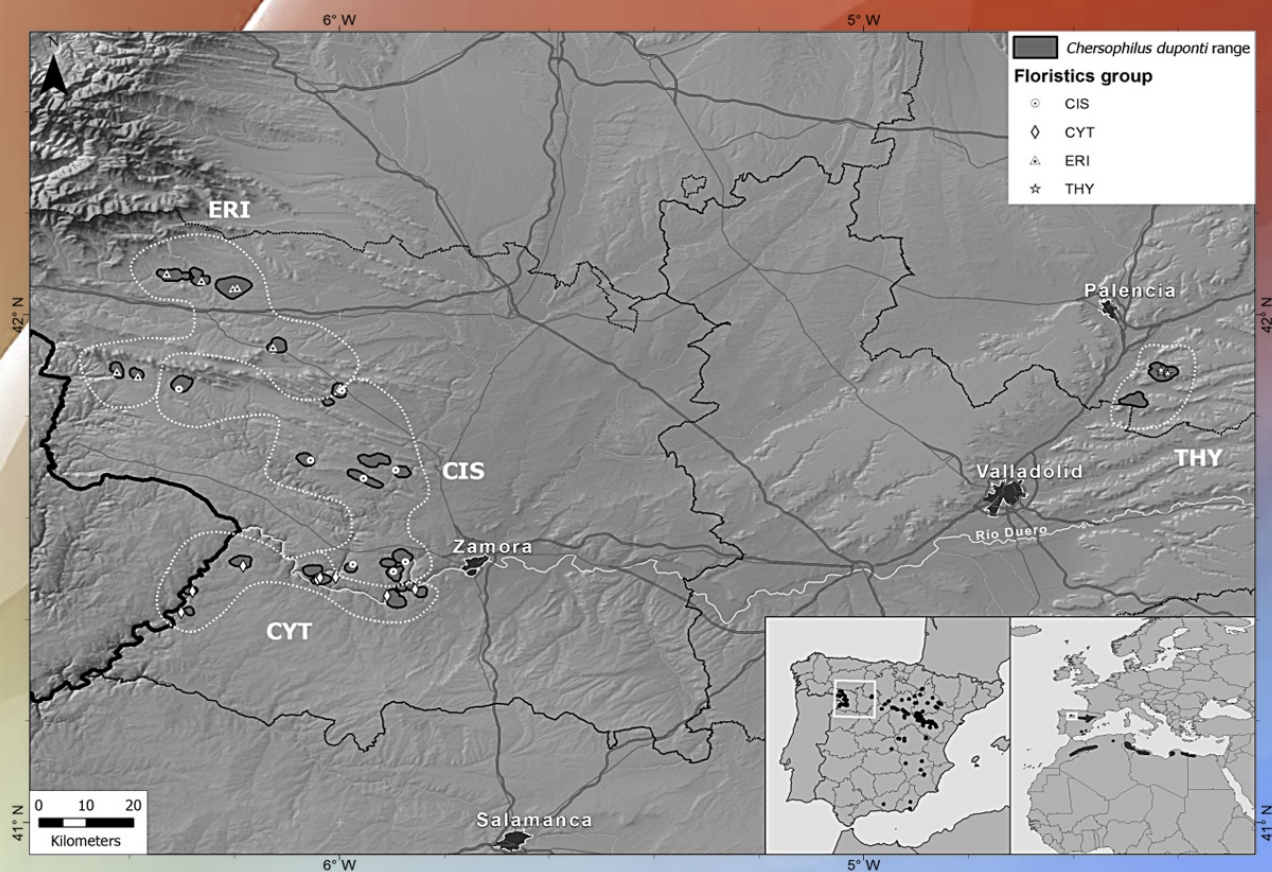 6° W
5° W
N
Chersophilus duponti range
Floristics group
CIS
CYT
ERI
THY
ERI
Palencia
42° N
42° N
CIS
THY
Valladolid
Río Duero
Zamora
CYT
0 10 20
Kilometers
Salamanca
41° N
41° N
6° W
5° W